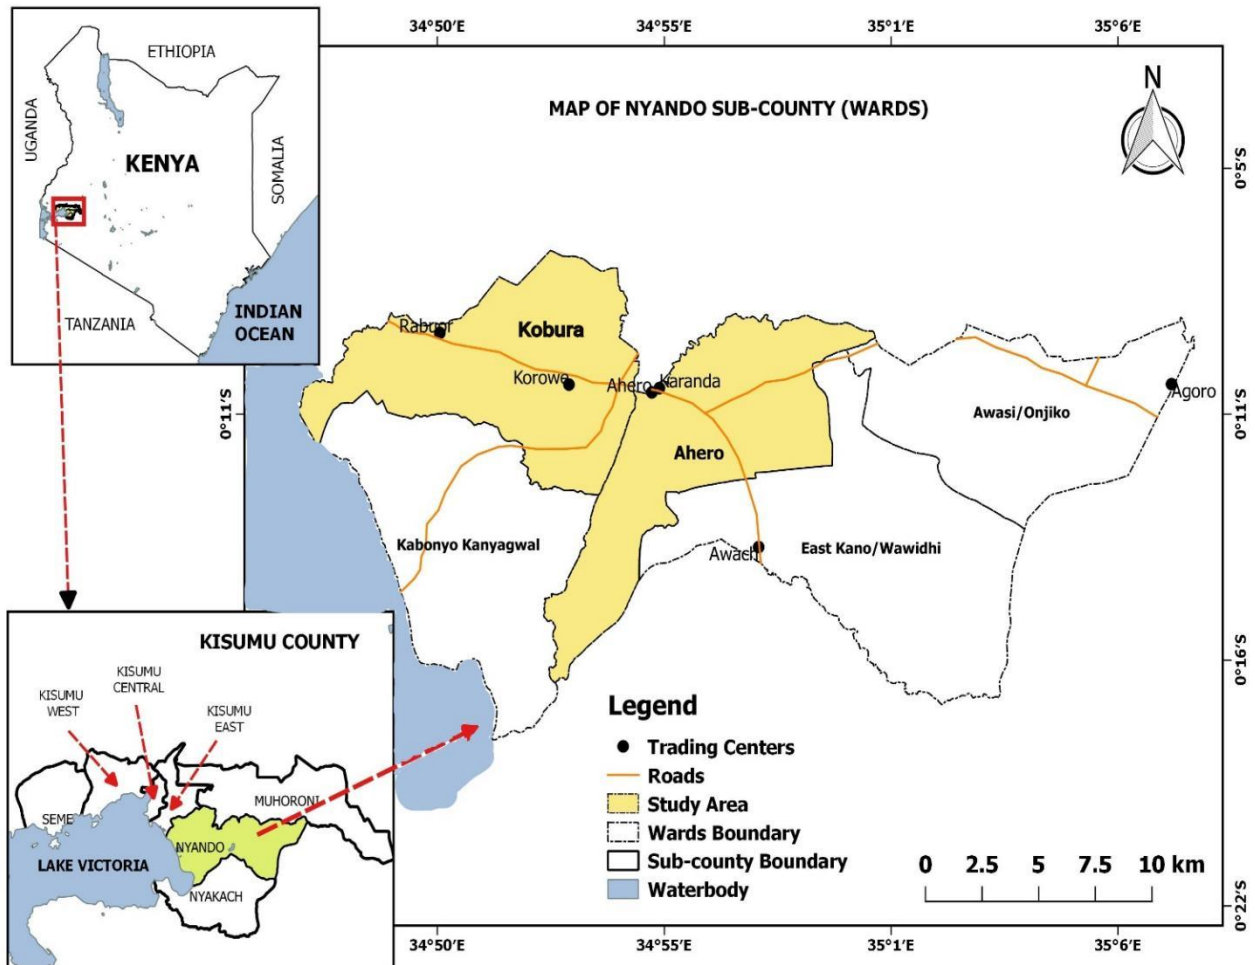 34°50'E
34°55'E
35°1'E
35°6'E
ETHIOPIA
UGANDA
KENYA
SOMALIA
TANZANIA
INDIAN
OCEAN
MAP OF NYANDO SUB-COUNTY (WARDS)
N
0°5'S
0°11'S
0°11'S
0°16'S
0°22'S
Rabuor
Kobura
Korowe
Ahero
Karanda
Agoro
Awasi/Onjiko
Ahero
Kabonyo Kanyagwal
Awach
East Kano/Wawidhi
KISUMU COUNTY
KISUMU
WEST
KISUMU
CENTRAL
KISUMU
EAST
SEME
MUHORONI
NYANDO
LAKE VICTORIA
NYAKACH
Legend
Trading Centers
Roads
Study Area
Wards Boundary
Sub-county Boundary
Waterbody
0 2.5 5 7.5 10 km
34°50'E
34°55'E
35°1'E
35°6'E